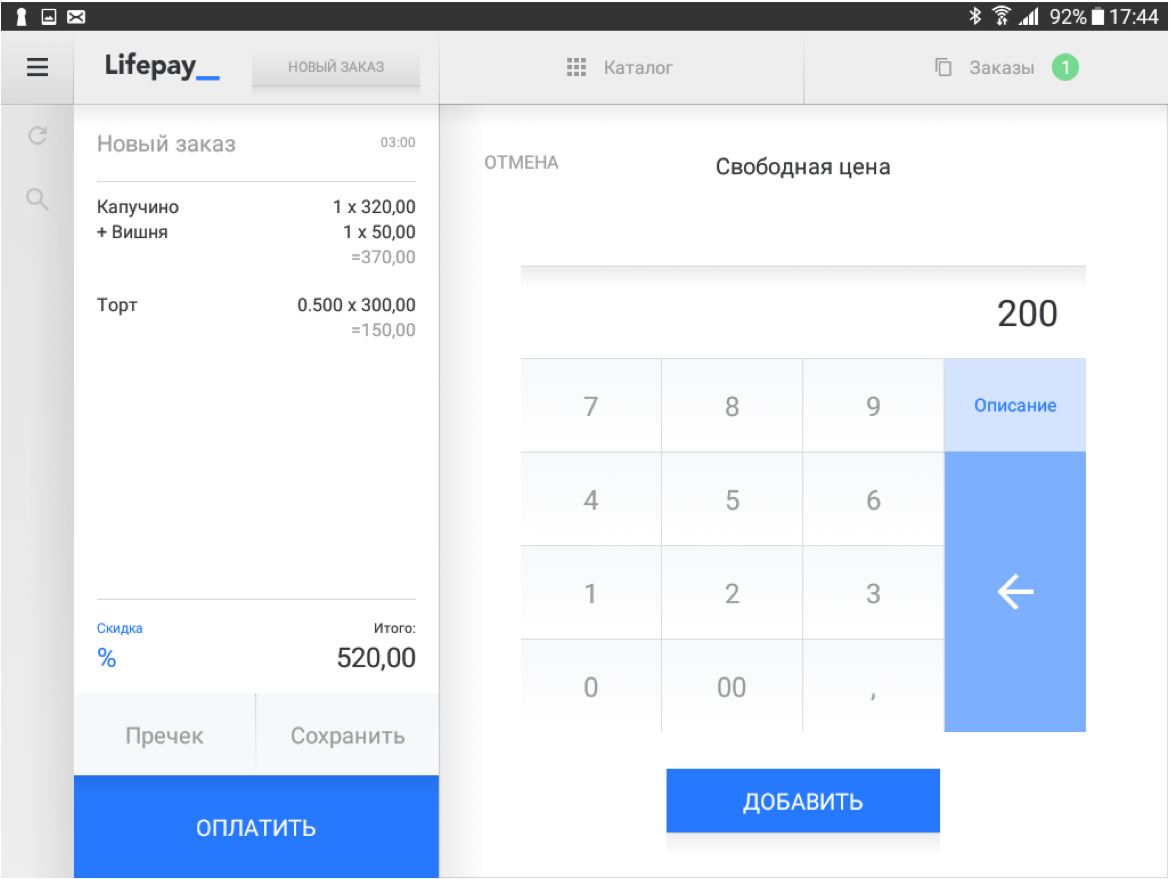 92% 17:44
Lifepay_
НОВЫЙ ЗАКАЗ
Каталог
Заказы 1
Новый заказ 03:00
Капучино 1 x 320,00
+ Вишня 1 x 50,00
=370,00
Торт 0.500 x 300,00
=150,00
Скидка Итого:
% 520,00
Пречек Сохранить
ОПЛАТИТЬ
ОТМЕНА Свободная цена
200
7 8 9 Описание
4 5 6
1 2 3
0 00 ,
ДОБАВИТЬ